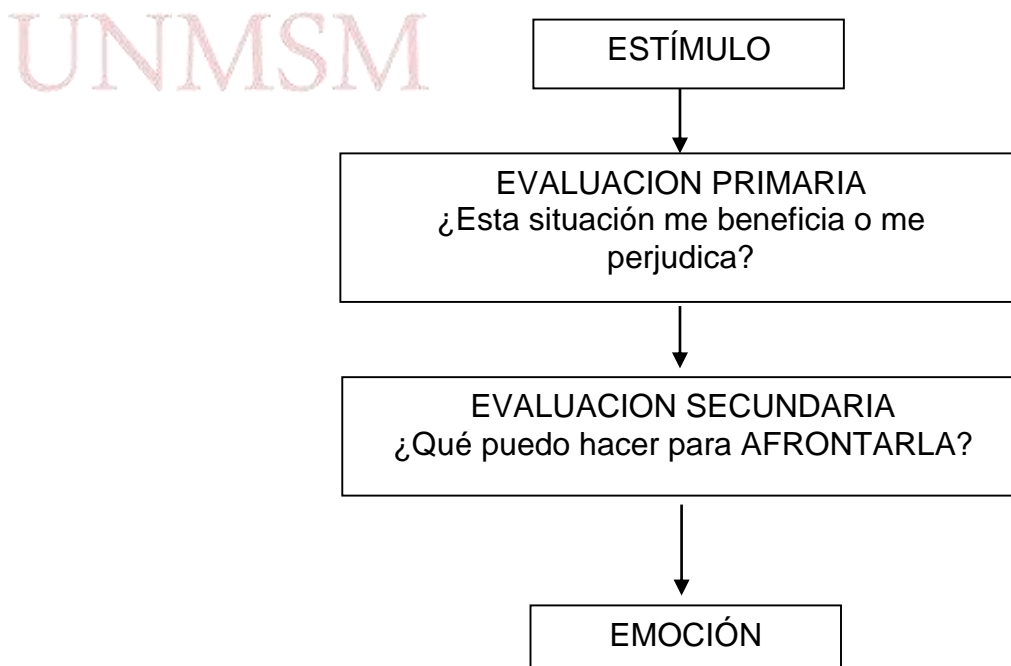 UNMSM
ESTÍMULO
EVALUACION PRIMARIA
¿Esta situación me beneficia o me
perjudica?
EVALUACION SECUNDARIA
¿Qué puedo hacer para AFRONTARLA?
EMOCIÓN